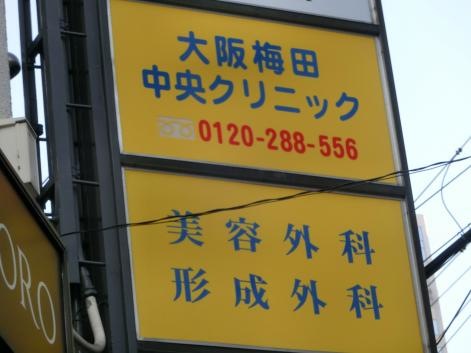 大阪梅田
中央クリニック
0120-288-556
美容外科
形成外科
ORO